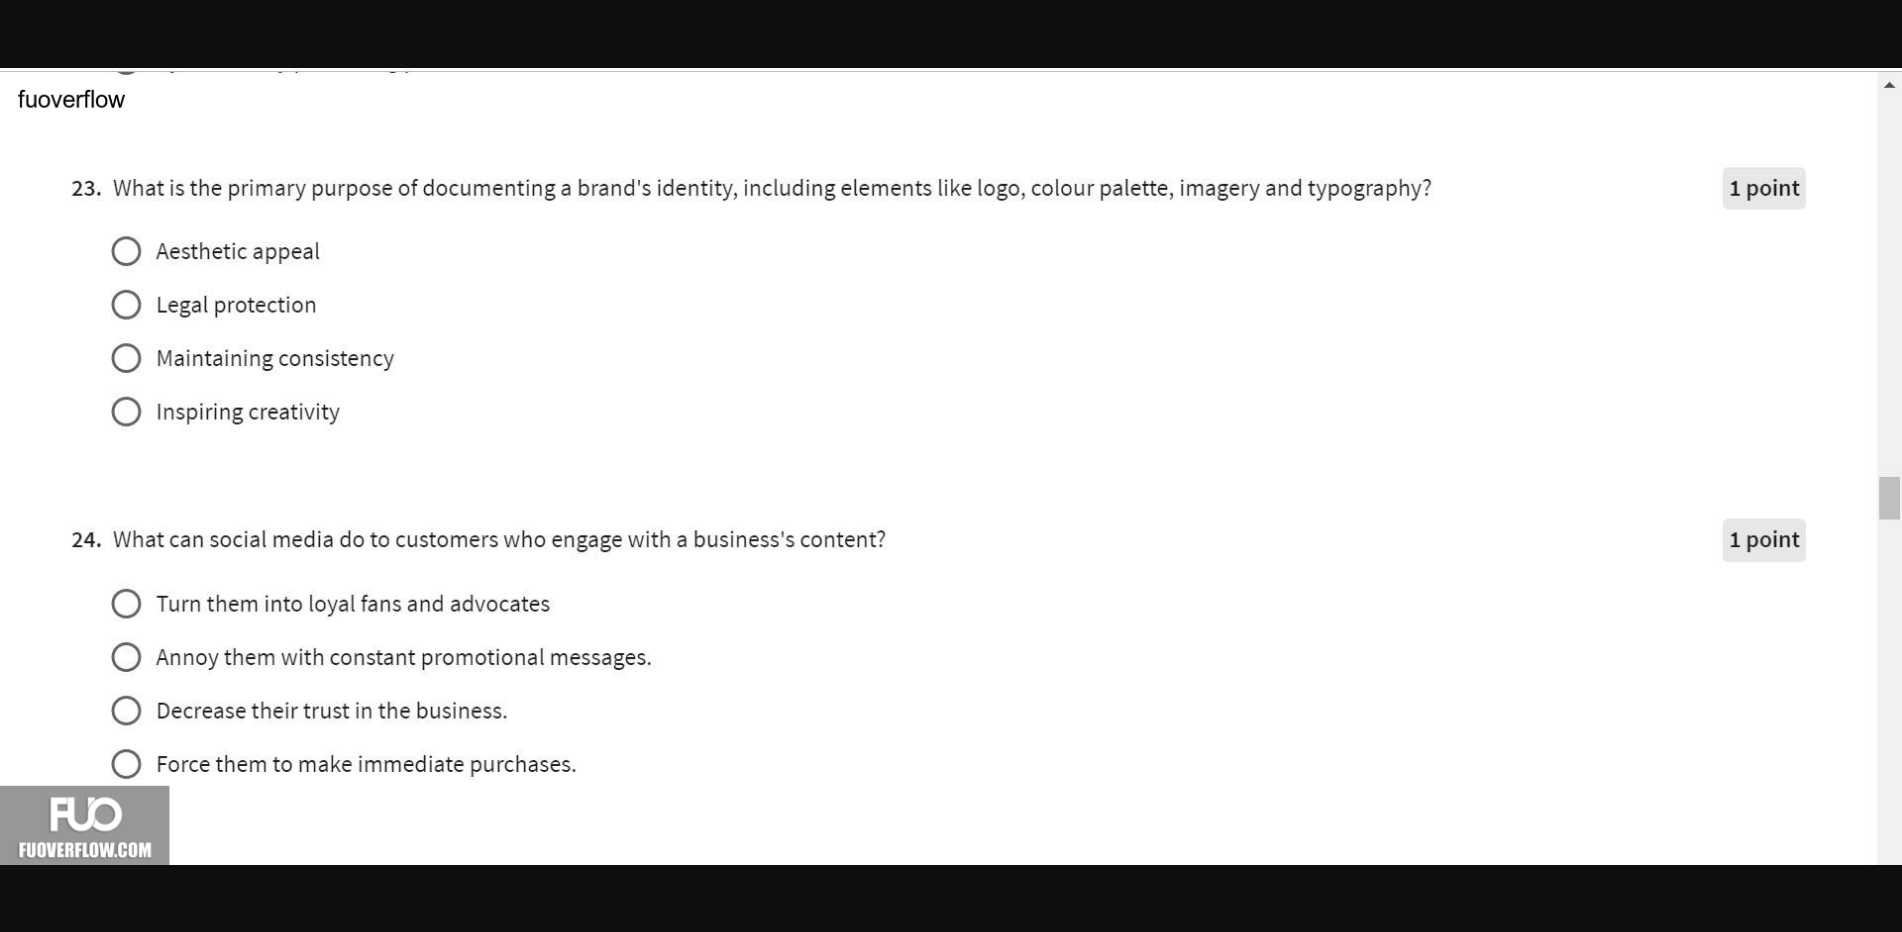 fuoverflow
23. What is the primary purpose of documenting a brand's identity, including elements like logo, colour palette, imagery and typography?
1 point
Aesthetic appeal
Legal protection
Maintaining consistency
Inspiring creativity
24. What can social media do to customers who engage with a business's content?
1 point
Turn them into loyal fans and advocates
Annoy them with constant promotional messages.
Decrease their trust in the business.
Force them to make immediate purchases.
FUO
FUOVERFLOW.COM